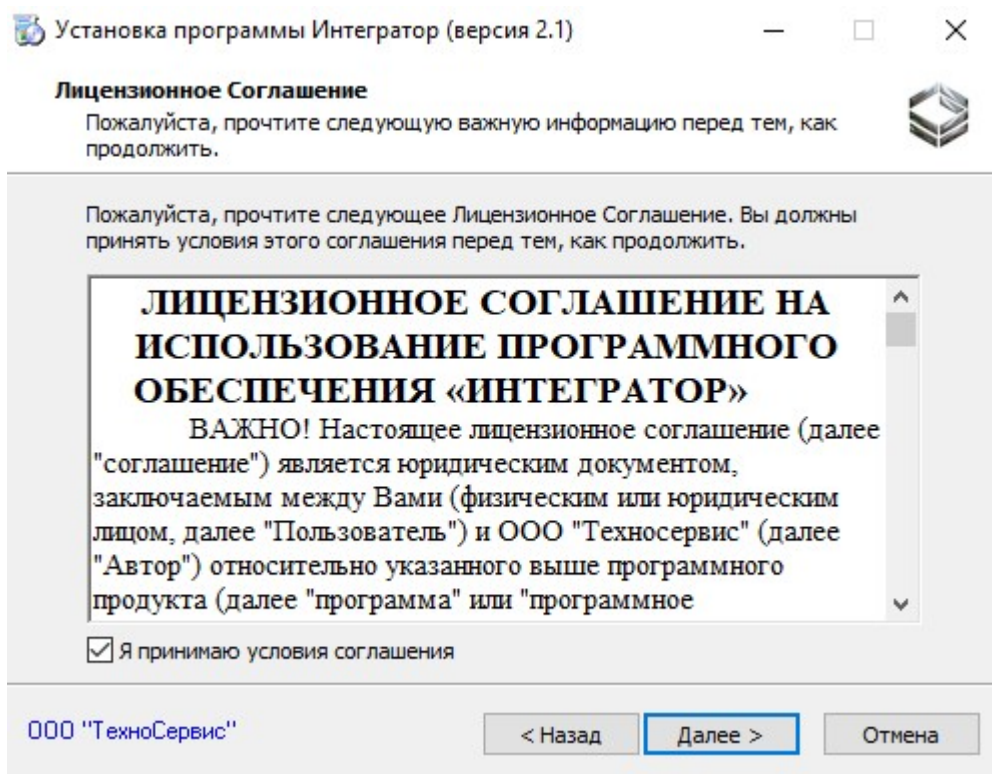 Установка программы Интегратор (версия 2.1)
Лицензионное Соглашение
Пожалуйста, прочтите следующую важную информацию перед тем, как
продолжить.
Пожалуйста, прочтите следующее Лицензионное Соглашение. Вы должны
принять условия этого соглашения перед тем, как продолжить.
ЛИЦЕНЗИОННОЕ СОГЛАШЕНИЕ НА
ИСПОЛЬЗОВАНИЕ ПРОГРАММНОГО
ОБЕСПЕЧЕНИЯ «ИНТЕГРАТОР»
ВАЖНО! Настоящее лицензионное соглашение (далее
"соглашение") является юридическим документом,
заключаемым между Вами (физическим или юридическим
лицом, далее "Пользователь") и ООО "Техносервис" (далее
"Автор") относительно указанного выше программного
продукта (далее "программа" или "программное
Я принимаю условия соглашения
ООО "ТехноСервис"
< Назад
Далее >
Отмена